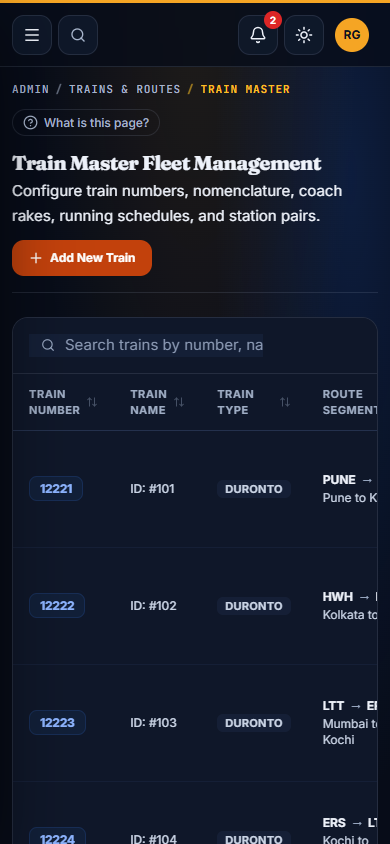 2
RG
ADMIN / TRAINS & ROUTES / TRAIN MASTER
What is this page?
Train Master Fleet Management
Configure train numbers, nomenclature, coach
rakes, running schedules, and station pairs.
Add New Train
Search trains by number, na
TRAIN NUMBER TRAIN NAME TRAIN TYPE ROUTE SEGMENT
12221 ID: #101 DURONTO PUNE →
Pune to K
12222 ID: #102 DURONTO HWH →
Kolkata to
12223 ID: #103 DURONTO LTT → E
Mumbai t
Kochi
12224 ID: #104 DURONTO ERS → LT
Kochi to